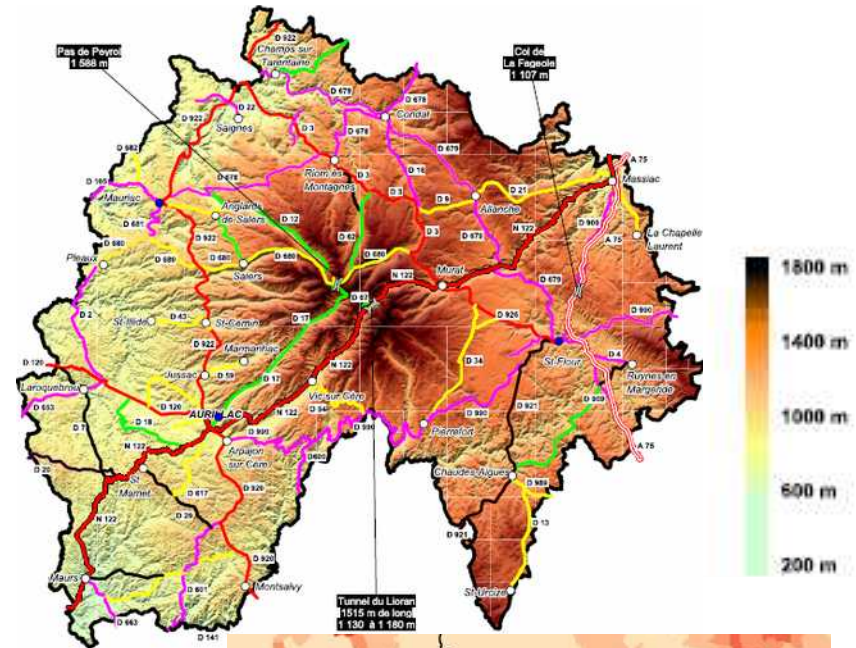 D 922
Champs sur
Tarentaine
Pas de Peyrol
1 588 m
Col de
La Fageole
1 107 m
D 679
D 678
D 22
D 922
Saignes
D 3
D 678
Condat
D 679
D 682
D 678
Riom ès
Montagnes
D 3
D 16
A 75
Massiac
D 105
Mauriac
Anglards
de Salers
D 12
D 3
D 9
D 21
Allanche
D 681
D 922
D 62
D 3
D 679
N 122
D 909
A 75
La Chapelle
Laurent
D 680
Pleaux
D 680
D 680
Salers
D 680
D 680
N 122
Murat
D 679
D 2
St-Illide
D 43
St-Cernin
D 17
D 67
D 926
D 990
St-Flour
D 922
Marmanhac
N 122
D 34
D 4
Ruynes en
Margeride
D 120
Laroquebrou
Jussac
D 59
D 17
Vic sur Cère
D 653
D 120
AURILLAC
N 122
D 54
D 990
D 990
Pierrefort
D 921
D 909
D 7
D 18
N 122
D 990
Arpajon
sur Cère
D600
A 75
D 20
St
Mamet
D 617
D 920
Chaudes-Aigues
D 989
N 122
D 29
D 921
D 13
Maurs
D 920
D 601
Montsalvy
St-Urcize
D 663
D 141
Tunnel du Lioran
1515 m de long
1 130 à 1 180 m
1800 m
1400 m
1000 m
600 m
200 m